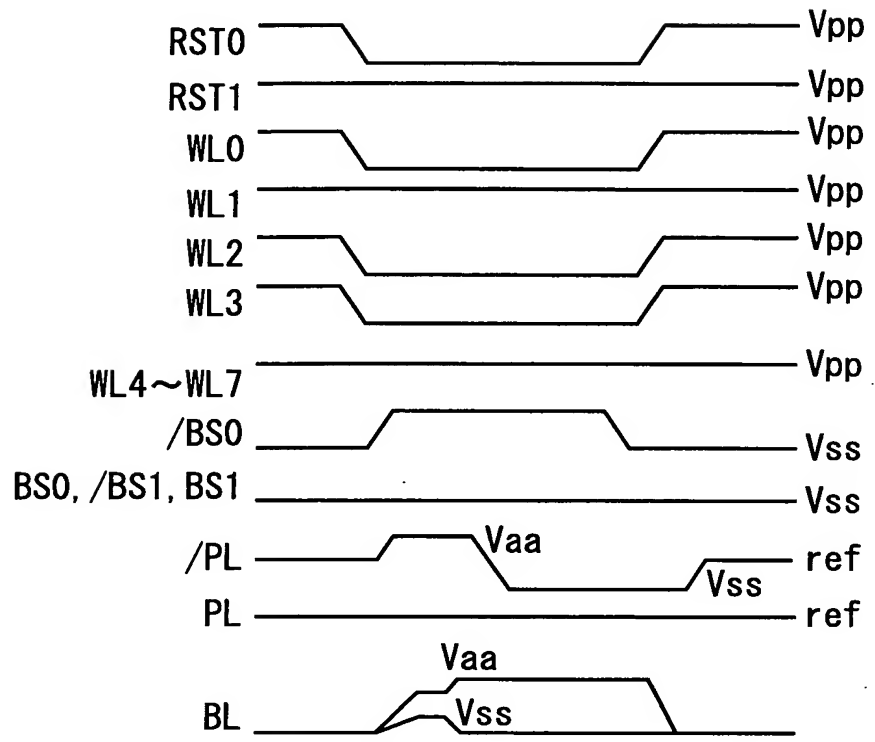 RST0 Vpp
RST1 Vpp
WL0 Vpp
WL1 Vpp
WL2 Vpp
WL3 Vpp
WL4～WL7 Vpp
/BS0 Vss
BS0, /BS1, BS1 Vss
/PL Vaa Vss ref
PL ref
Vaa
BL Vss